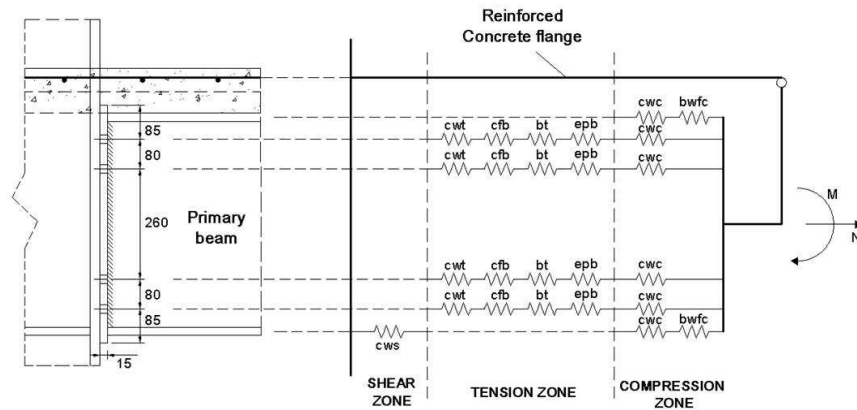 Reinforced
Concrete flange
cwc bwfc
85
cwt cfb bt epb cwc
80
cwt cfb bt epb cwc
260
Primary
beam
M
N
cwt cfb bt epb cwc
80
cwt cfb bt epb cwc
85
cwc bwfc
cws
15
SHEAR
ZONE
TENSION ZONE
COMPRESSION
ZONE